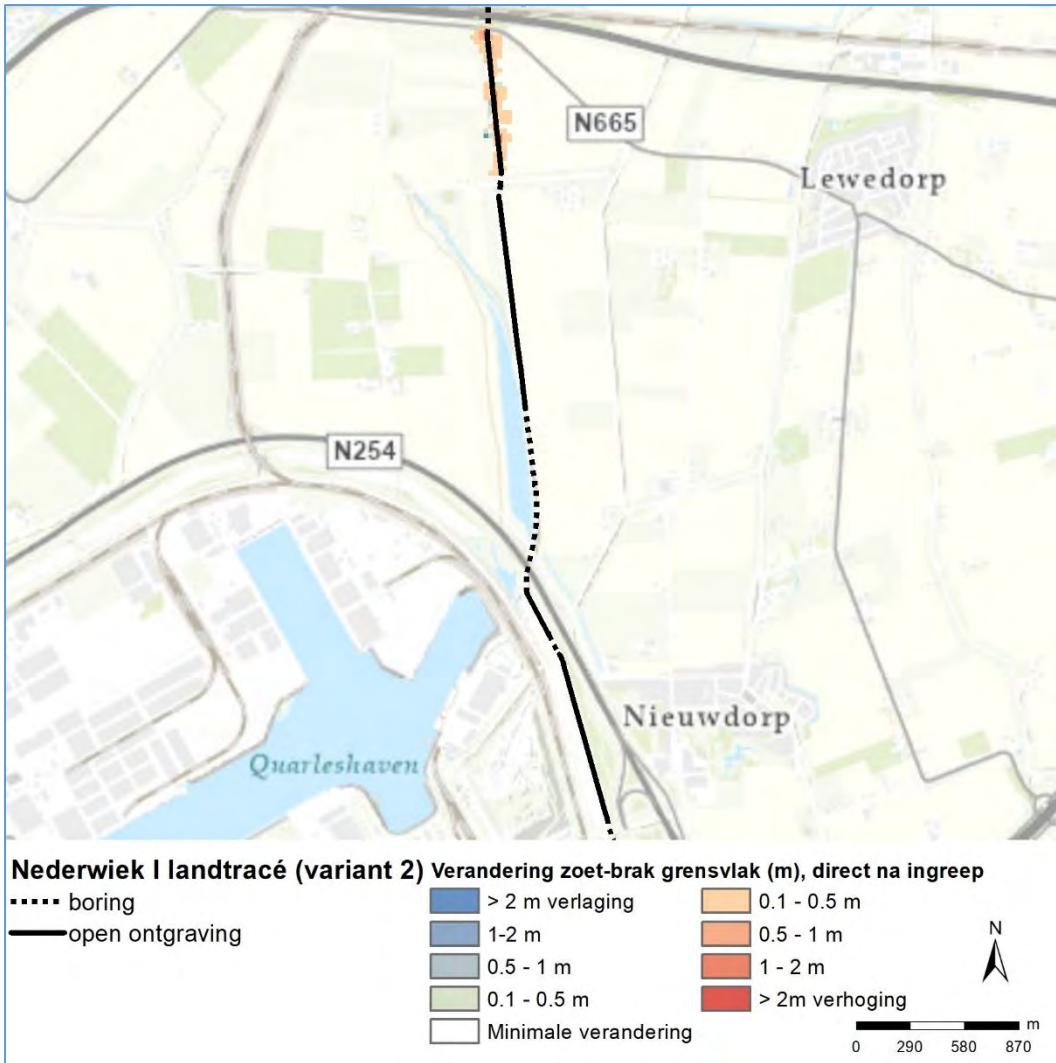 N665
Lewedorp
N254
Nieuwdorp
Quarleshaven
Nederwiek I landtracé (variant 2)
boring
open ontgraving
Verandering zoet-brak grensvlak (m), direct na ingreep
> 2 m verlaging
1-2 m
0.5 - 1 m
0.1 - 0.5 m
Minimale verandering
0.1 - 0.5 m
0.5 - 1 m
1 - 2 m
> 2m verhoging
N
m
0 290 580 870